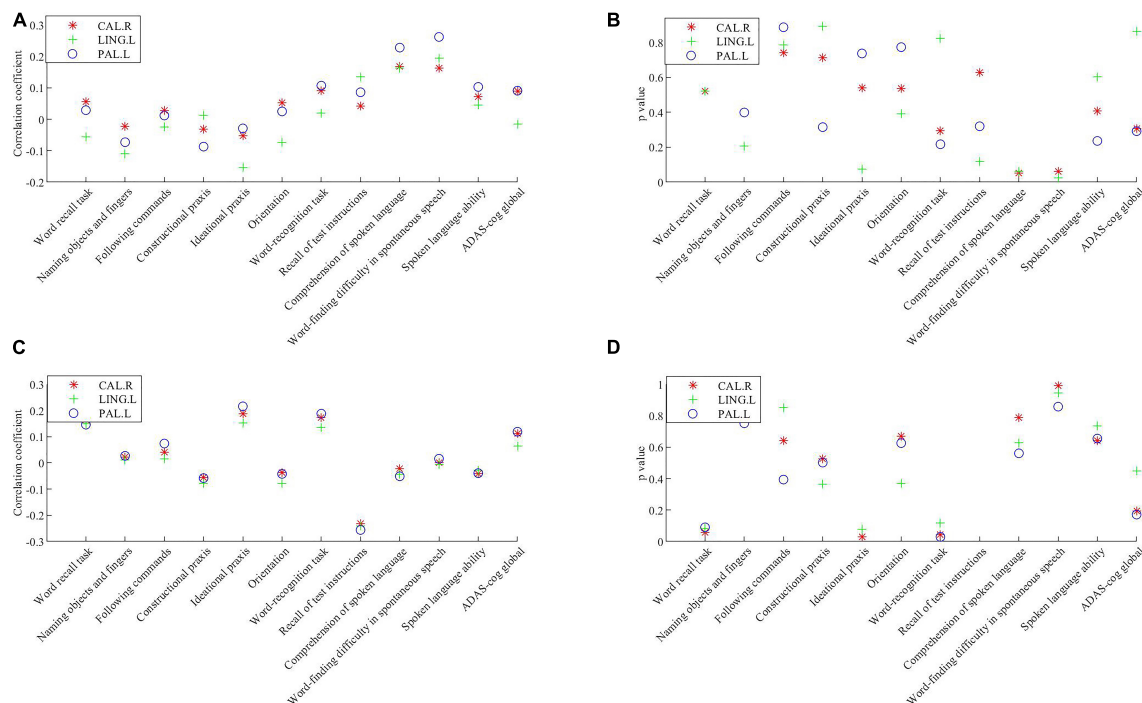 A
0.3
0.2
0.1
0
-0.1
-0.2
Correlation coefficient
CAL.R
LING.L
PAL.L
Word recall task
Naming objects and fingers
Following commands
Constructional praxis
Ideational praxis
Orientation
Word-recognition task
Recall of test instructions
Comprehension of spoken language
Word-finding difficulty in spontaneous speech
Spoken language ability
ADAS-cog global
B
0.8
0.6
0.4
0.2
0
p value
CAL.R
LING.L
PAL.L
Word recall task
Naming objects and fingers
Following commands
Constructional praxis
Ideational praxis
Orientation
Word-recognition task
Recall of test instructions
Comprehension of spoken language
Word-finding difficulty in spontaneous speech
Spoken language ability
ADAS-cog global
C
0.3
0.2
0.1
0
-0.1
-0.2
-0.3
Correlation coefficient
CAL.R
LING.L
PAL.L
Word recall task
Naming objects and fingers
Following commands
Constructional praxis
Ideational praxis
Orientation
Word-recognition task
Recall of test instructions
Comprehension of spoken language
Word-finding difficulty in spontaneous speech
Spoken language ability
ADAS-cog global
D
1
0.8
0.6
0.4
0.2
0
p value
CAL.R
LING.L
PAL.L
Word recall task
Naming objects and fingers
Following commands
Constructional praxis
Ideational praxis
Orientation
Word-recognition task
Recall of test instructions
Comprehension of spoken language
Word-finding difficulty in spontaneous speech
Spoken language ability
ADAS-cog global